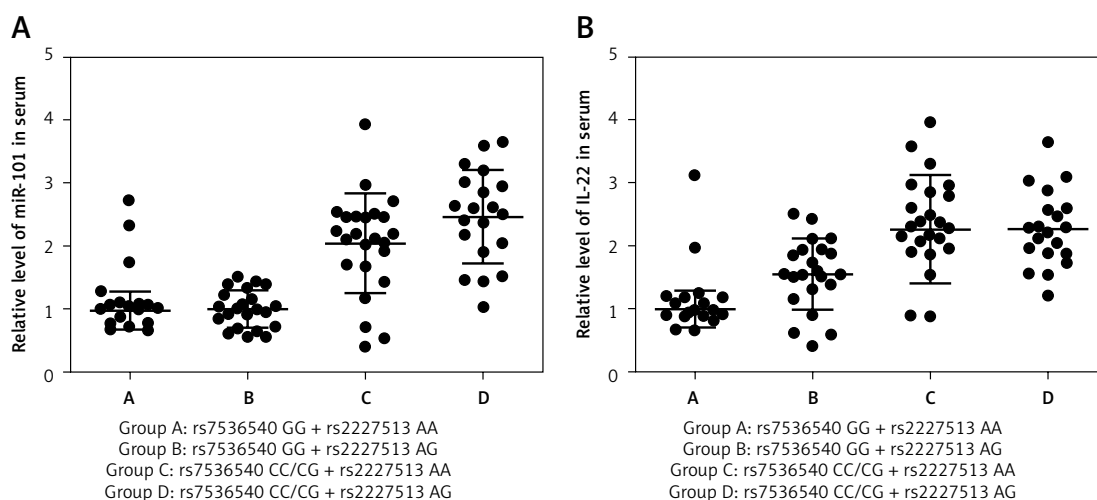 A
Relative level of miR-101 in serum
5
4
3
2
1
0
A B C D
Group A: rs7536540 GG + rs2227513 AA
Group B: rs7536540 GG + rs2227513 AG
Group C: rs7536540 CC/CG + rs2227513 AA
Group D: rs7536540 CC/CG + rs2227513 AG
B
Relative level of IL-22 in serum
5
4
3
2
1
0
A B C D
Group A: rs7536540 GG + rs2227513 AA
Group B: rs7536540 GG + rs2227513 AG
Group C: rs7536540 CC/CG + rs2227513 AA
Group D: rs7536540 CC/CG + rs2227513 AG